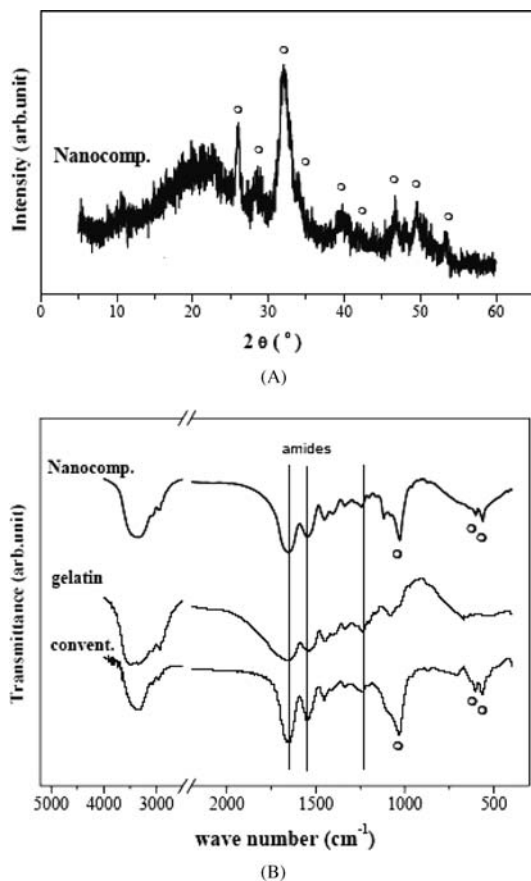 Intensity (arb.unit)
Nanocomp.
0 10 20 30 40 50 60
2 θ (°)
(A)
amides
Nanocomp.
gelatin
convent.
Transmittance (arb.unit)
5000 4000 3000 2000 1500 1000 500
wave number (cm⁻¹)
(B)